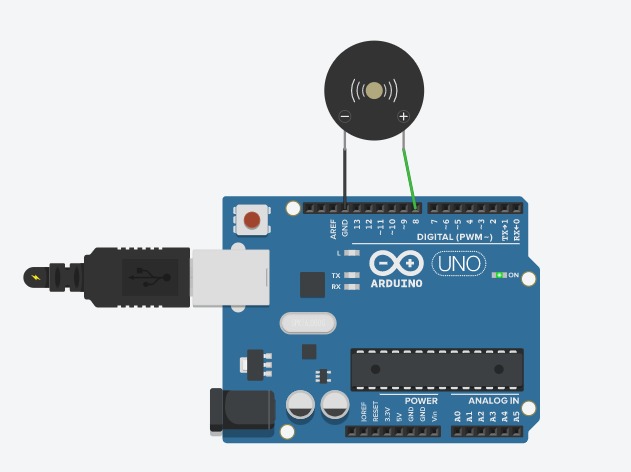 − +
AREF
GND
13
12
~11
~10
~9
8
7
~6
~5
4
~3
2
TX→1
RX←0
DIGITAL (PWM~)
L
TX
RX
UNO
ON
ARDUINO
POWER
ANALOG IN
IOREF
RESET
3.3V
5V
GND
GND
Vin
A0
A1
A2
A3
A4
A5